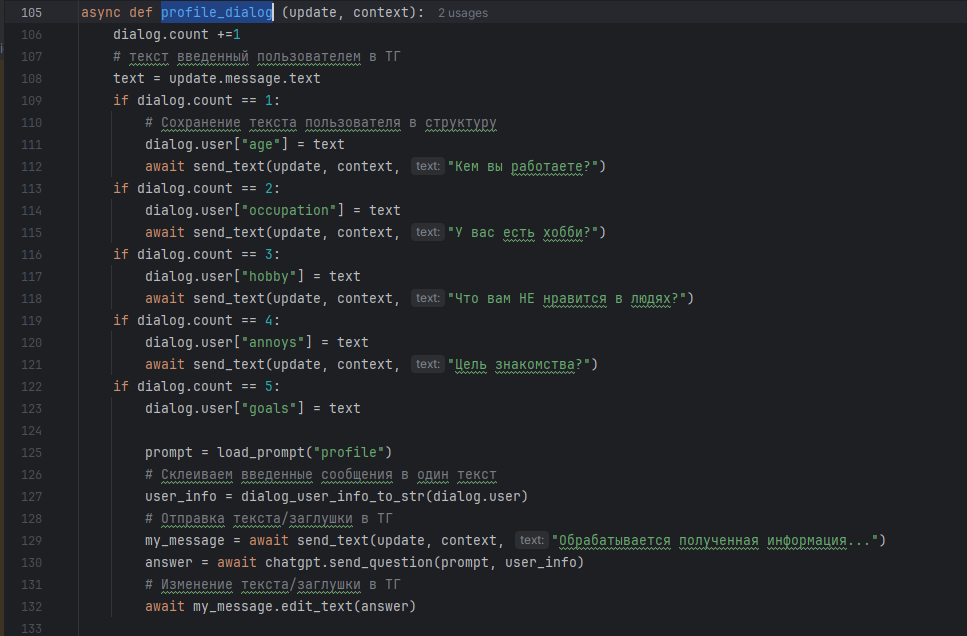 105 async def profile_dialog (update, context): 2 usages
106 dialog.count +=1
107 # текст введенный пользователем в ТГ
108 text = update.message.text
109 if dialog.count == 1:
110 # Сохранение текста пользователя в структуру
111 dialog.user["age"] = text
112 await send_text(update, context, text: "Кем вы работаете?")
113 if dialog.count == 2:
114 dialog.user["occupation"] = text
115 await send_text(update, context, text: "У вас есть хобби?")
116 if dialog.count == 3:
117 dialog.user["hobby"] = text
118 await send_text(update, context, text: "Что вам НЕ нравится в людях?")
119 if dialog.count == 4:
120 dialog.user["annoys"] = text
121 await send_text(update, context, text: "Цель знакомства?")
122 if dialog.count == 5:
123 dialog.user["goals"] = text
124
125 prompt = load_prompt("profile")
126 # Склеиваем введенные сообщения в один текст
127 user_info = dialog_user_info_to_str(dialog.user)
128 # Отправка текста/заглушки в ТГ
129 my_message = await send_text(update, context, text: "Обрабатывается полученная информация...")
130 answer = await chatgpt.send_question(prompt, user_info)
131 # Изменение текста/заглушки в ТГ
132 await my_message.edit_text(answer)
133